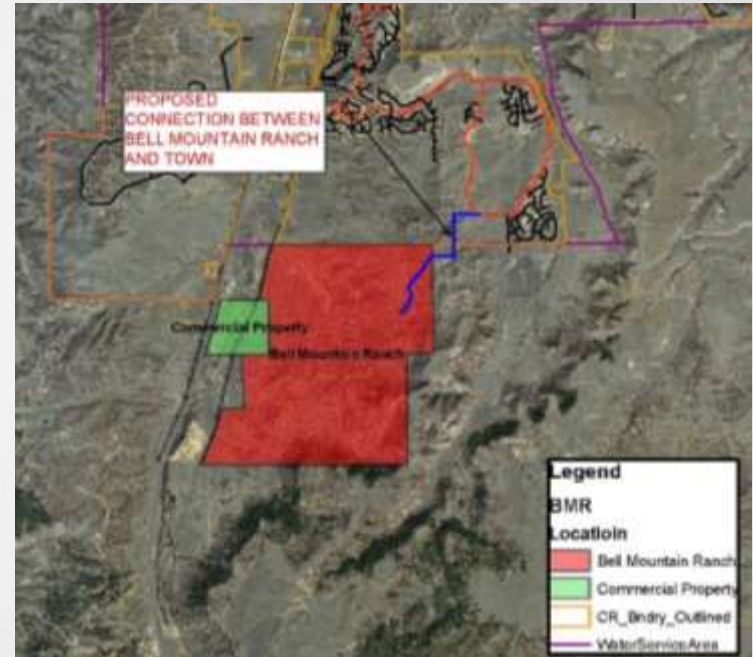 PROPOSED
CONNECTION BETWEEN
BELL MOUNTAIN RANCH
AND TOWN
Commercial Property
Bell Mountain Ranch
Legend
BMR
Locatioin
Bell Mountain Ranch
Commercial Property
CR_Bndry_Outlined
WaterServiceArea